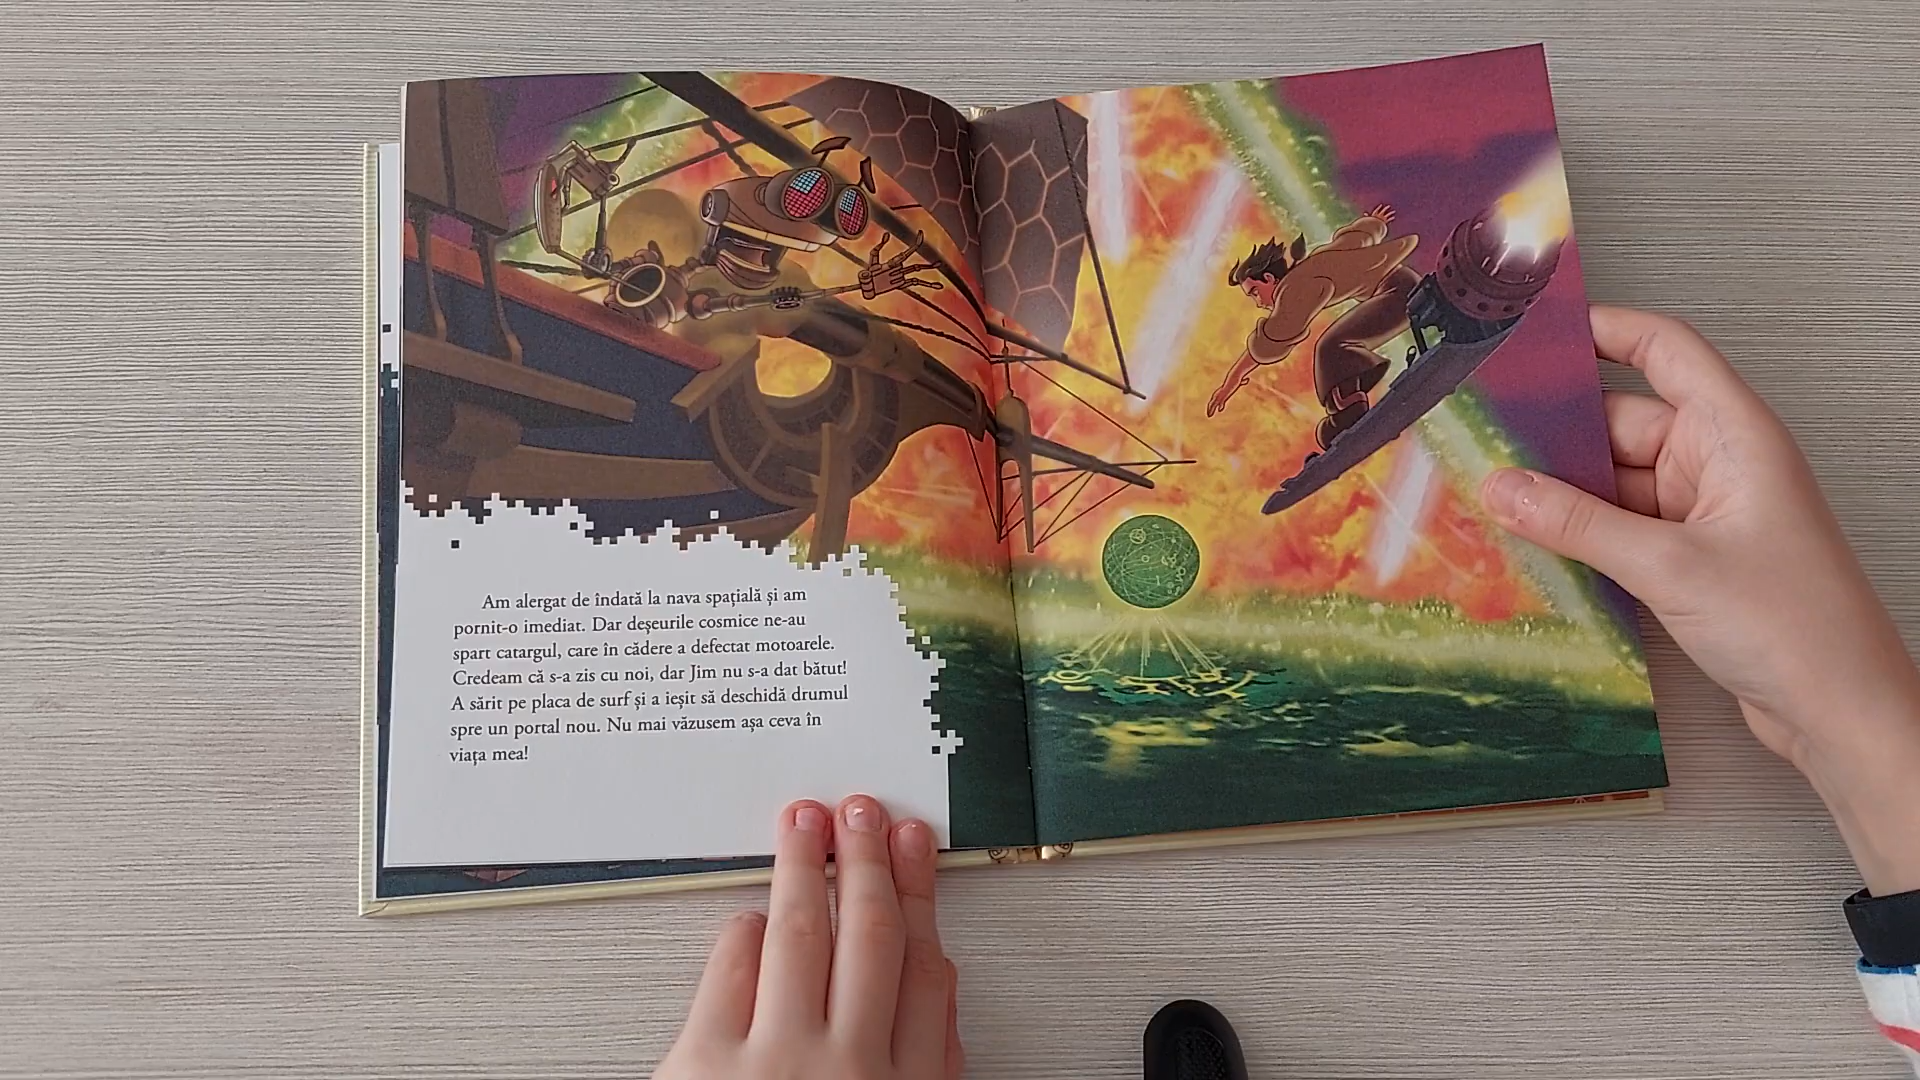 Am alergat de îndată la nava spațială și am
pornit-o imediat. Dar deșeurile cosmice ne-au
spart catargul, care în cădere a defectat motoarele.
Credeam că s-a zis cu noi, dar Jim nu s-a dat bătut!
A sărit pe placa de surf și a ieșit să deschidă drumul
spre un portal nou. Nu mai văzusem așa ceva în
viața mea!